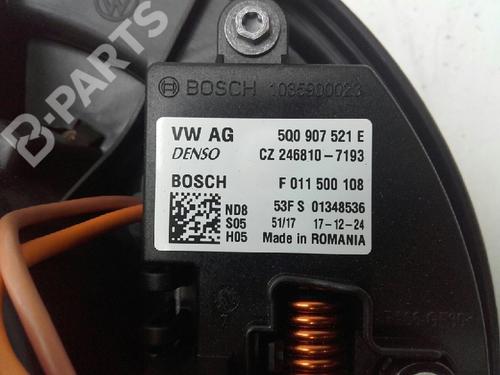 B-PARTS
BOSCH 1035900023
VW AG 5Q0 907 521 E
DENSO CZ 246810-7193
BOSCH F 011 500 108
ND8 53F S 01348536
S05 51/17 17-12-24
H05 Made in ROMANIA